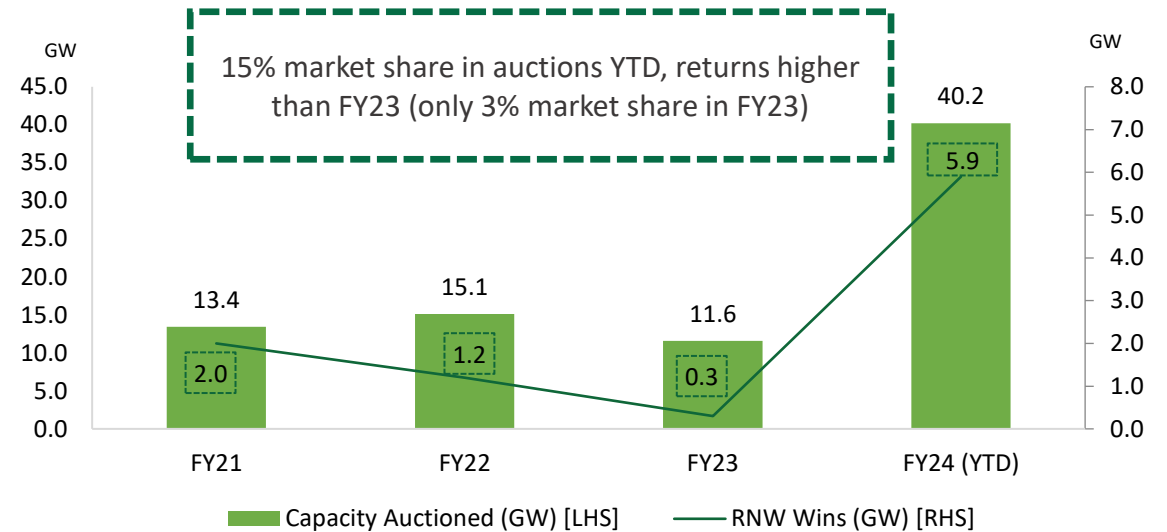 GW
GW
15% market share in auctions YTD, returns higher
than FY23 (only 3% market share in FY23)
45.0
40.0
35.0
30.0
25.0
20.0
15.0
10.0
5.0
0.0
8.0
7.0
6.0
5.0
4.0
3.0
2.0
1.0
0.0
13.4
15.1
11.6
40.2
2.0
1.2
0.3
5.9
FY21
FY22
FY23
FY24 (YTD)
Capacity Auctioned (GW) [LHS]
RNW Wins (GW) [RHS]